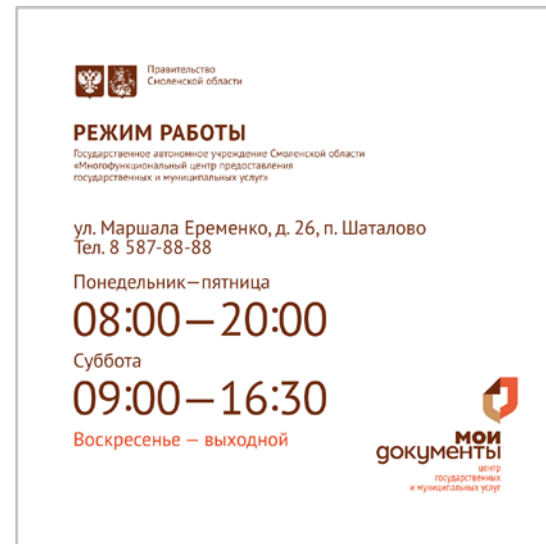 Правительство
Смоленской области
РЕЖИМ РАБОТЫ
Государственное автономное учреждение Смоленской области
«Многофункциональный центр предоставления
государственных и муниципальных услуг»
ул. Маршала Еременко, д. 26, п. Шаталово
Тел. 8 587-88-88
Понедельник—пятница
08:00—20:00
Суббота
09:00—16:30
Воскресенье — выходной
мои
документы
центр
государственных
и муниципальных услуг